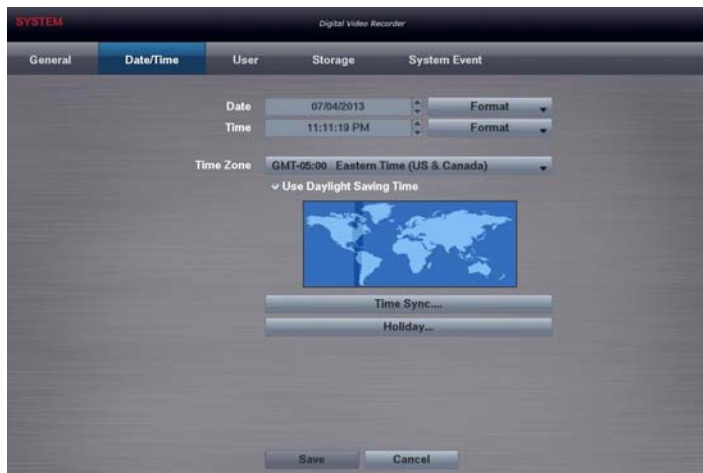 SYSTEM
Digital Video Recorder
General Date/Time User Storage System Event
Date 07/04/2013 Format
Time 11:11:19 PM Format
Time Zone GMT-05:00 Eastern Time (US & Canada)
Use Daylight Saving Time
Time Sync....
Holiday...
Save Cancel